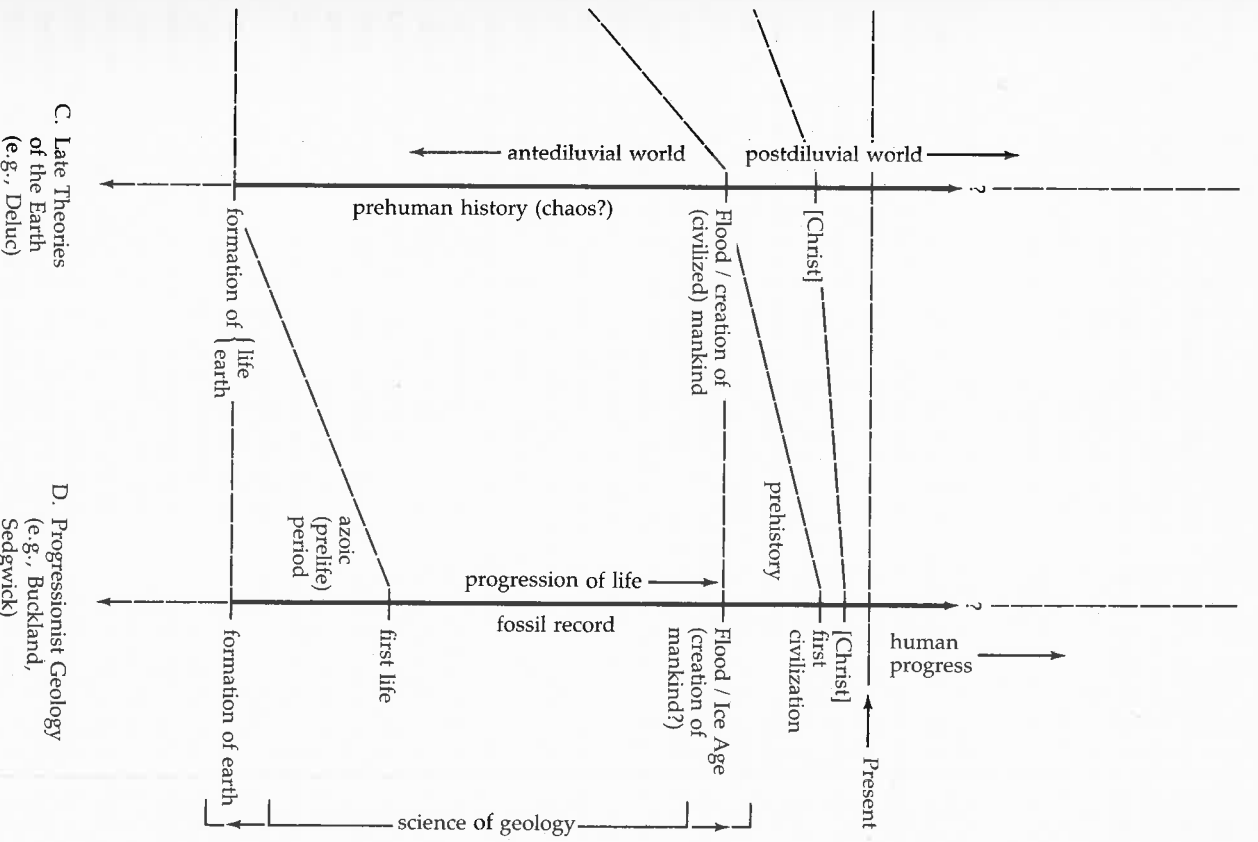 C. Late Theories
of the Earth
(e.g., Deluc)
antediluvial world
postdiluvial world
?
prehuman history (chaos?)
formation of { life
earth
Flood / creation of
(civilized) mankind
[Christ]
D. Progressionist Geology
(e.g., Buckland,
Sedgwick)
azoic
(prelife)
period
prehistory
progression of life
?
fossil record
formation of earth
first life
Flood / Ice Age
(creation of
mankind?)
first
civilization
[Christ]
human
progress
Present
science of geology